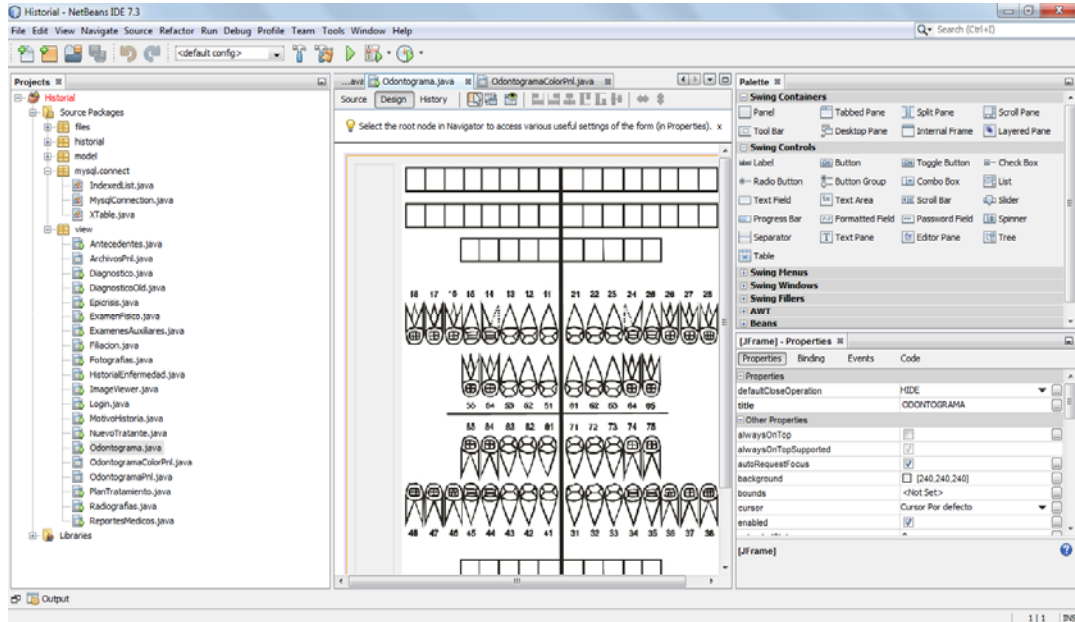 Historial - NetBeans IDE 7.3
File Edit View Navigate Source Refactor Run Debug Profile Team Tools Window Help
Search (Ctrl+I)
<default config>
Projects
Historial
Source Packages
files
historial
model
mysql.connect
IndexedList.java
MysqlConnection.java
XTable.java
view
Antecedentes.java
ArchivosPnl.java
Diagnostico.java
DiagnosticoOld.java
Epicrisis.java
ExamenFisico.java
ExamenesAuxiliares.java
Filacion.java
Fotografias.java
HistorialEnfermedad.java
ImageViewer.java
Login.java
MotivoHistoria.java
NuevoTratante.java
Odontograma.java
OdontogramaColorPnl.java
OdontogramaPnl.java
PlanTratamiento.java
Radiografias.java
ReportesMedicos.java
Libraries
...ava Odontograma.java OdontogramaColorPnl.java
Source Design History
Select the root node in Navigator to access various useful settings of the form (in Properties). x
18 17 16 15 14 13 12 11 21 22 23 24 25 26 27 28
62 51 61 62 63 64 65
83 84 83 82 81 71 72 73 74 75
48 47 46 45 44 43 42 41 31 32 33 34 35 36 37 38
Palette
Swing Containers
Panel Tabbed Pane Split Pane Scroll Pane
Tool Bar Desktop Pane Internal Frame Layered Pane
Swing Controls
label Label Button Toggle Button Check Box
Radio Button Button Group Combo Box List
Text Field Text Area Scroll Bar Slider
Progress Bar Formatted Field Password Field Spinner
Separator Text Pane Editor Pane Tree
Table
Swing Menus
Swing Windows
Swing Fillers
AWT
Beans
[JFrame] - Properties
Properties Binding Events Code
Properties
defaultCloseOperation HIDE
title ODONTOGRAMA
Other Properties
alwaysOnTop
alwaysOnTopSupported
autoRequestFocus
background [240,240,240]
bounds <Not Set>
cursor Cursor Por defecto
enabled
[JFrame]
Output
1|1 INS